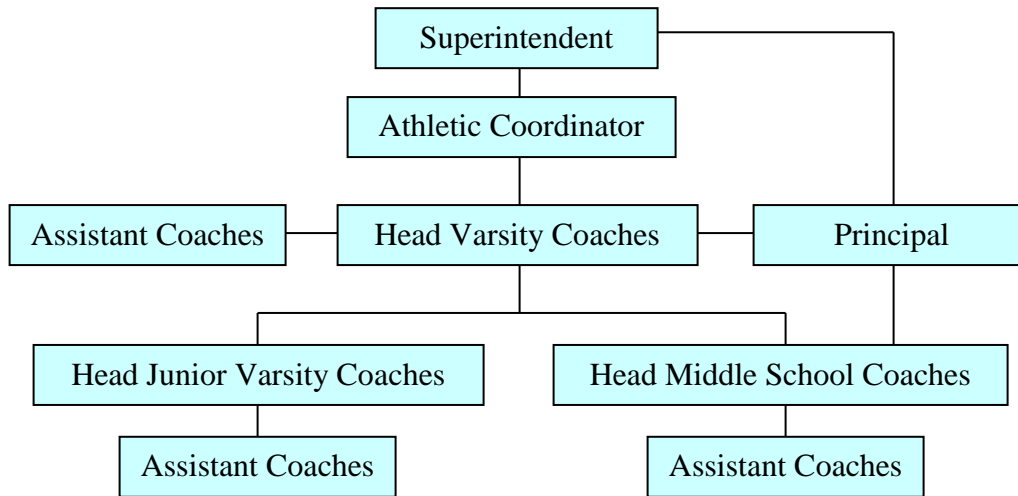 Superintendent
Athletic Coordinator
Assistant Coaches
Head Varsity Coaches
Principal
Head Junior Varsity Coaches
Head Middle School Coaches
Assistant Coaches
Assistant Coaches